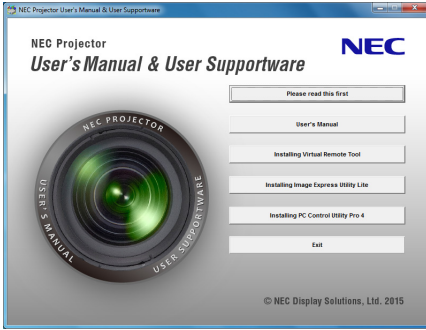 NEC Projector User's Manual & User Supportware
NEC Projector
NEC
User's Manual & User Supportware
Please read this first
User's Manual
Installing Virtual Remote Tool
Installing Image Express Utility Lite
Installing PC Control Utility Pro 4
Exit
NEC PROJECTOR
USER'S MANUAL
USER SUPPORTWARE
© NEC Display Solutions, Ltd. 2015